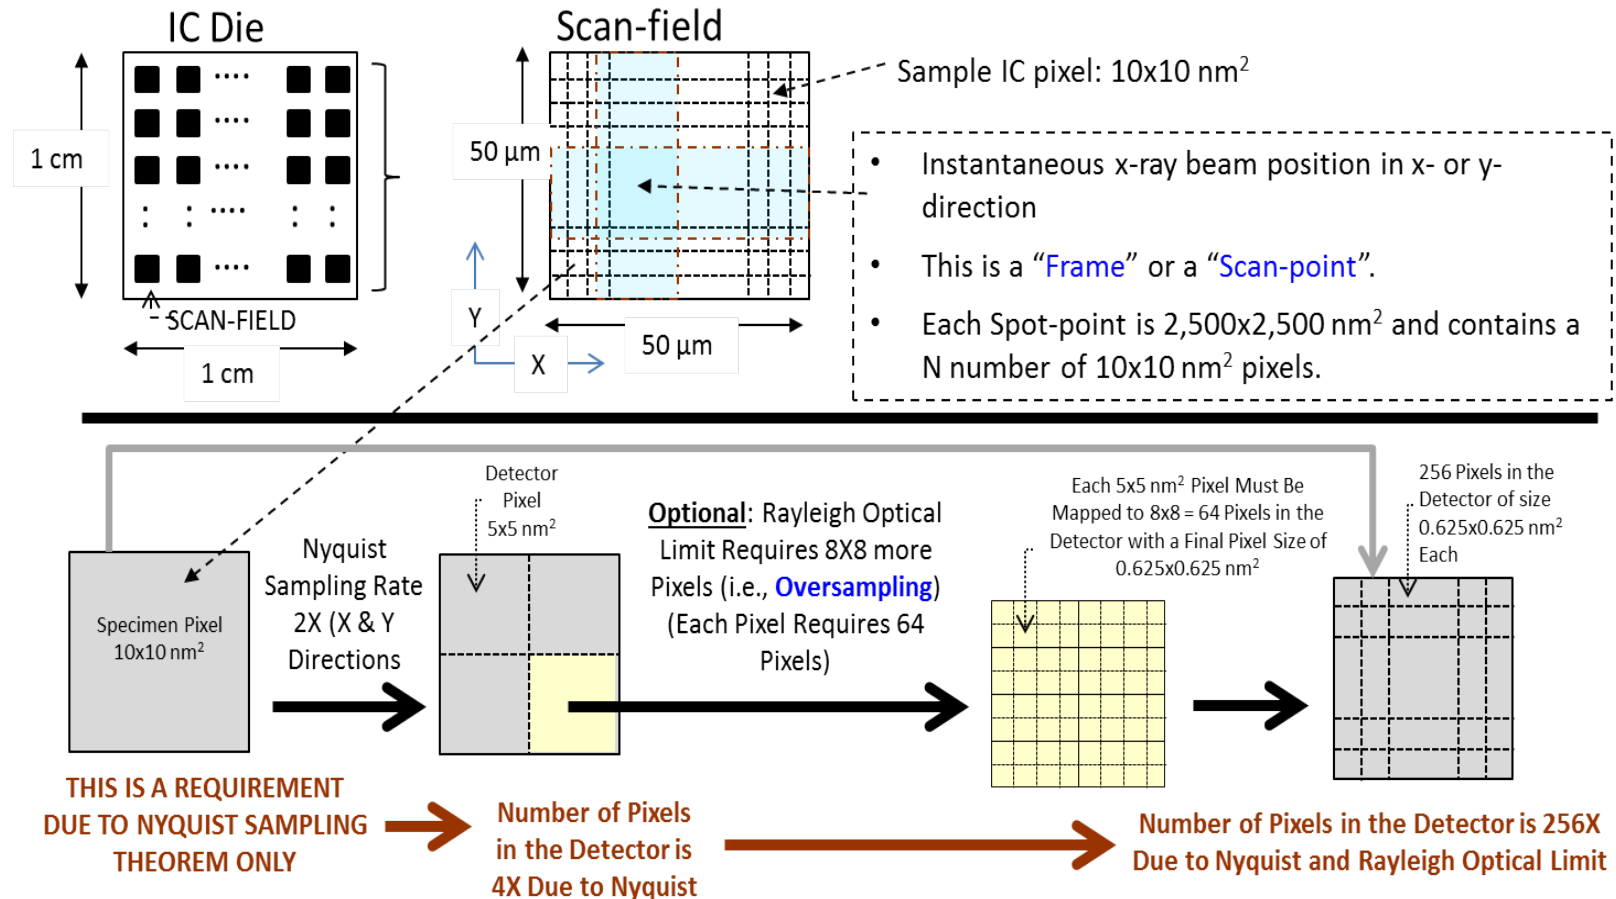 IC Die
1 cm
SCAN-FIELD
1 cm
Scan-field
50 µm
Y
X
50 µm
Sample IC pixel: 10x10 nm²
• Instantaneous x-ray beam position in x- or y-
direction
• This is a “Frame” or a “Scan-point”.
• Each Spot-point is 2,500x2,500 nm² and contains a
N number of 10x10 nm² pixels.
Specimen Pixel
10x10 nm²
Nyquist
Sampling Rate
2X (X & Y
Directions
Detector
Pixel
5x5 nm²
Optional: Rayleigh Optical
Limit Requires 8X8 more
Pixels (i.e., Oversampling)
(Each Pixel Requires 64
Pixels)
Each 5x5 nm² Pixel Must Be
Mapped to 8x8 = 64 Pixels in the
Detector with a Final Pixel Size of
0.625x0.625 nm²
256 Pixels in the
Detector of size
0.625x0.625 nm²
Each
THIS IS A REQUIREMENT
DUE TO NYQUIST SAMPLING
THEOREM ONLY
Number of Pixels
in the Detector is
4X Due to Nyquist
Number of Pixels in the Detector is 256X
Due to Nyquist and Rayleigh Optical Limit